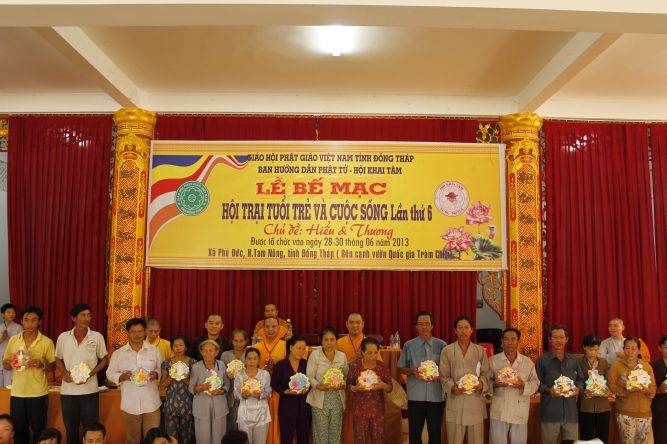 GIÁO HỘI PHẬT GIÁO VIỆT NAM TỈNH ĐỒNG THÁP
BAN HƯỚNG DẪN PHẬT TỬ - HỘI KHAI TÂM
LỄ BẾ MẠC
HỘI TRẠI TUỔI TRẺ VÀ CUỘC SỐNG Lần thứ 6
Chủ đề: Hiểu & Thương
Được tổ chức vào ngày 28-30 tháng 06 năm 2013
Xã Phú Đức, H.Tam Nông, tỉnh Đồng Tháp ( Bên cạnh vườn Quốc gia Tràm Chim)